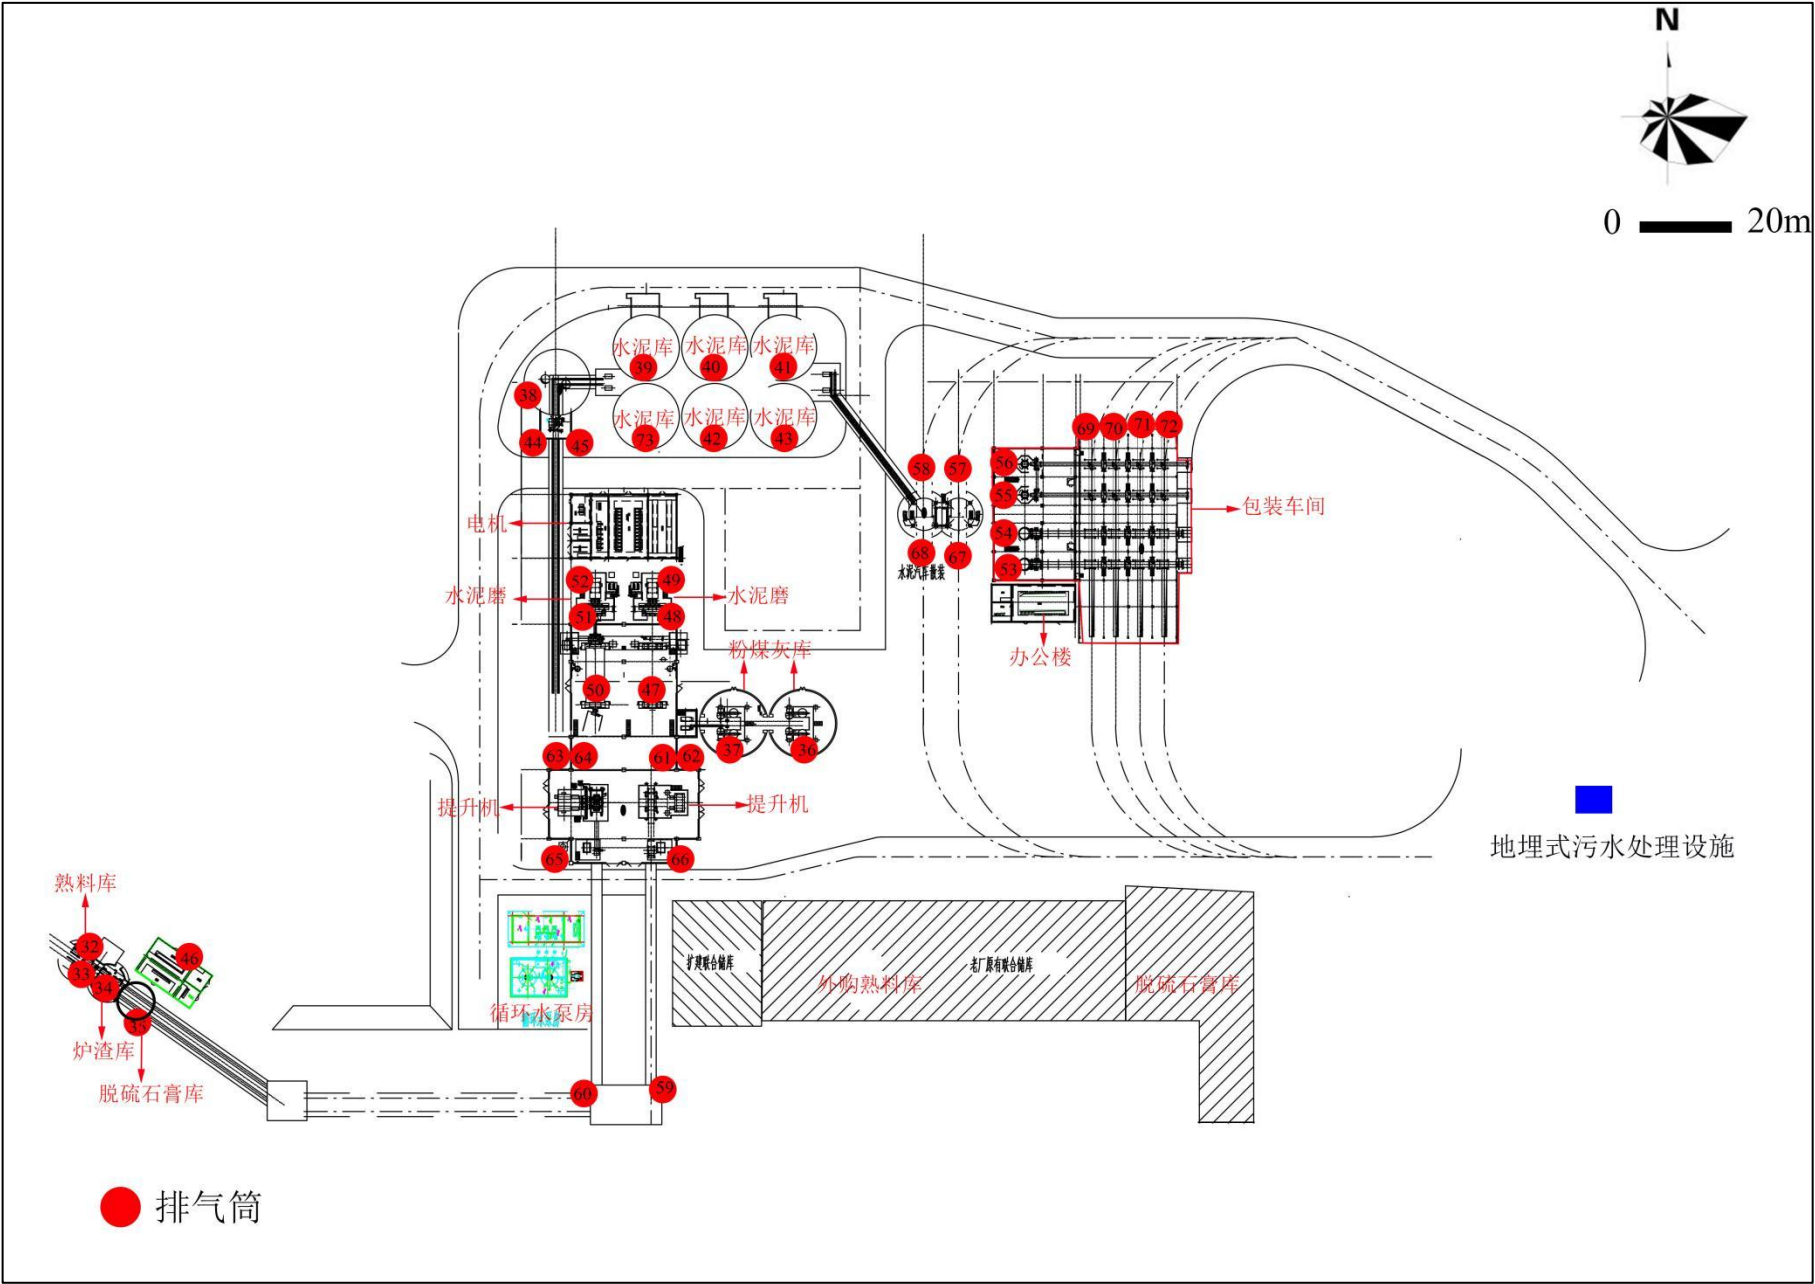 N
0 20m
水泥库 水泥库 水泥库
39 40 41
38
水泥库 水泥库 水泥库
73 42 43
44 45
69 70 71 72
58 57 56
55
包装车间
电机
54
68 67 53
水泥汽车散装
52 49
水泥磨 水泥磨
51 48
粉煤灰库
办公楼
50 47
37 36
63 64 61 62
提升机 提升机
65 66
地埋式污水处理设施
熟料库
32 46
33
34
35
炉渣库
脱硫石膏库
扩建联合储库
老厂原有联合储库
外购熟料库
脱硫石膏库
循环水泵房
60 59
排气筒